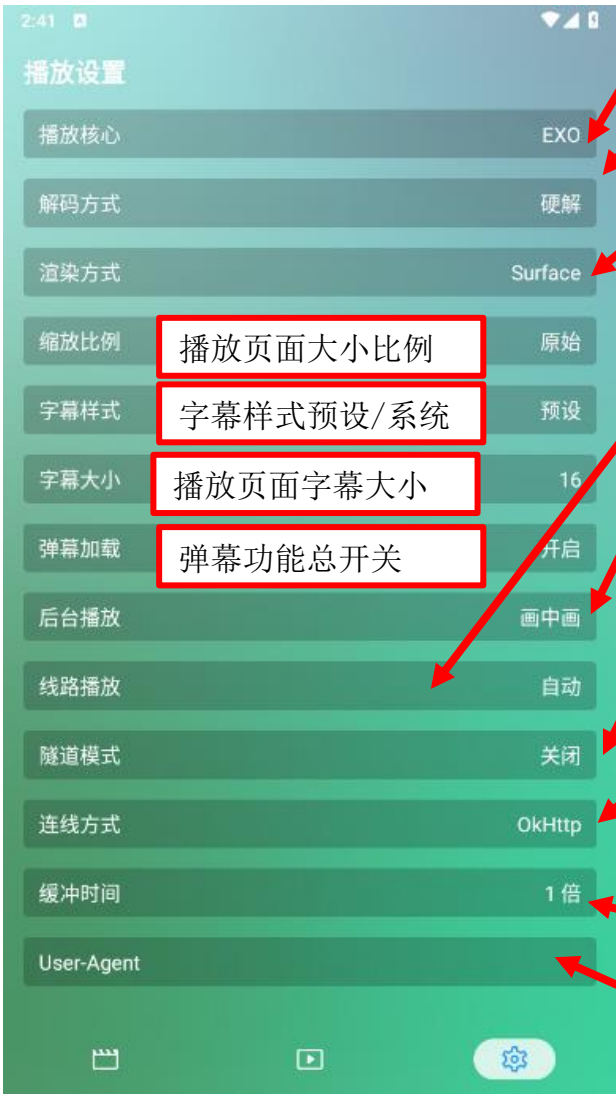 2:41
播放设置
播放核心 EXO
解码方式 硬解
渲染方式 Surface
缩放比例 播放页面大小比例 原始
字幕样式 字幕样式预设/系统 预设
字幕大小 播放页面字幕大小 16
弹幕加载 弹幕功能总开关 开启
后台播放 画中画
线路播放 自动
隧道模式 关闭
连线方式 OkHttp
缓冲时间 1 倍
User-Agent